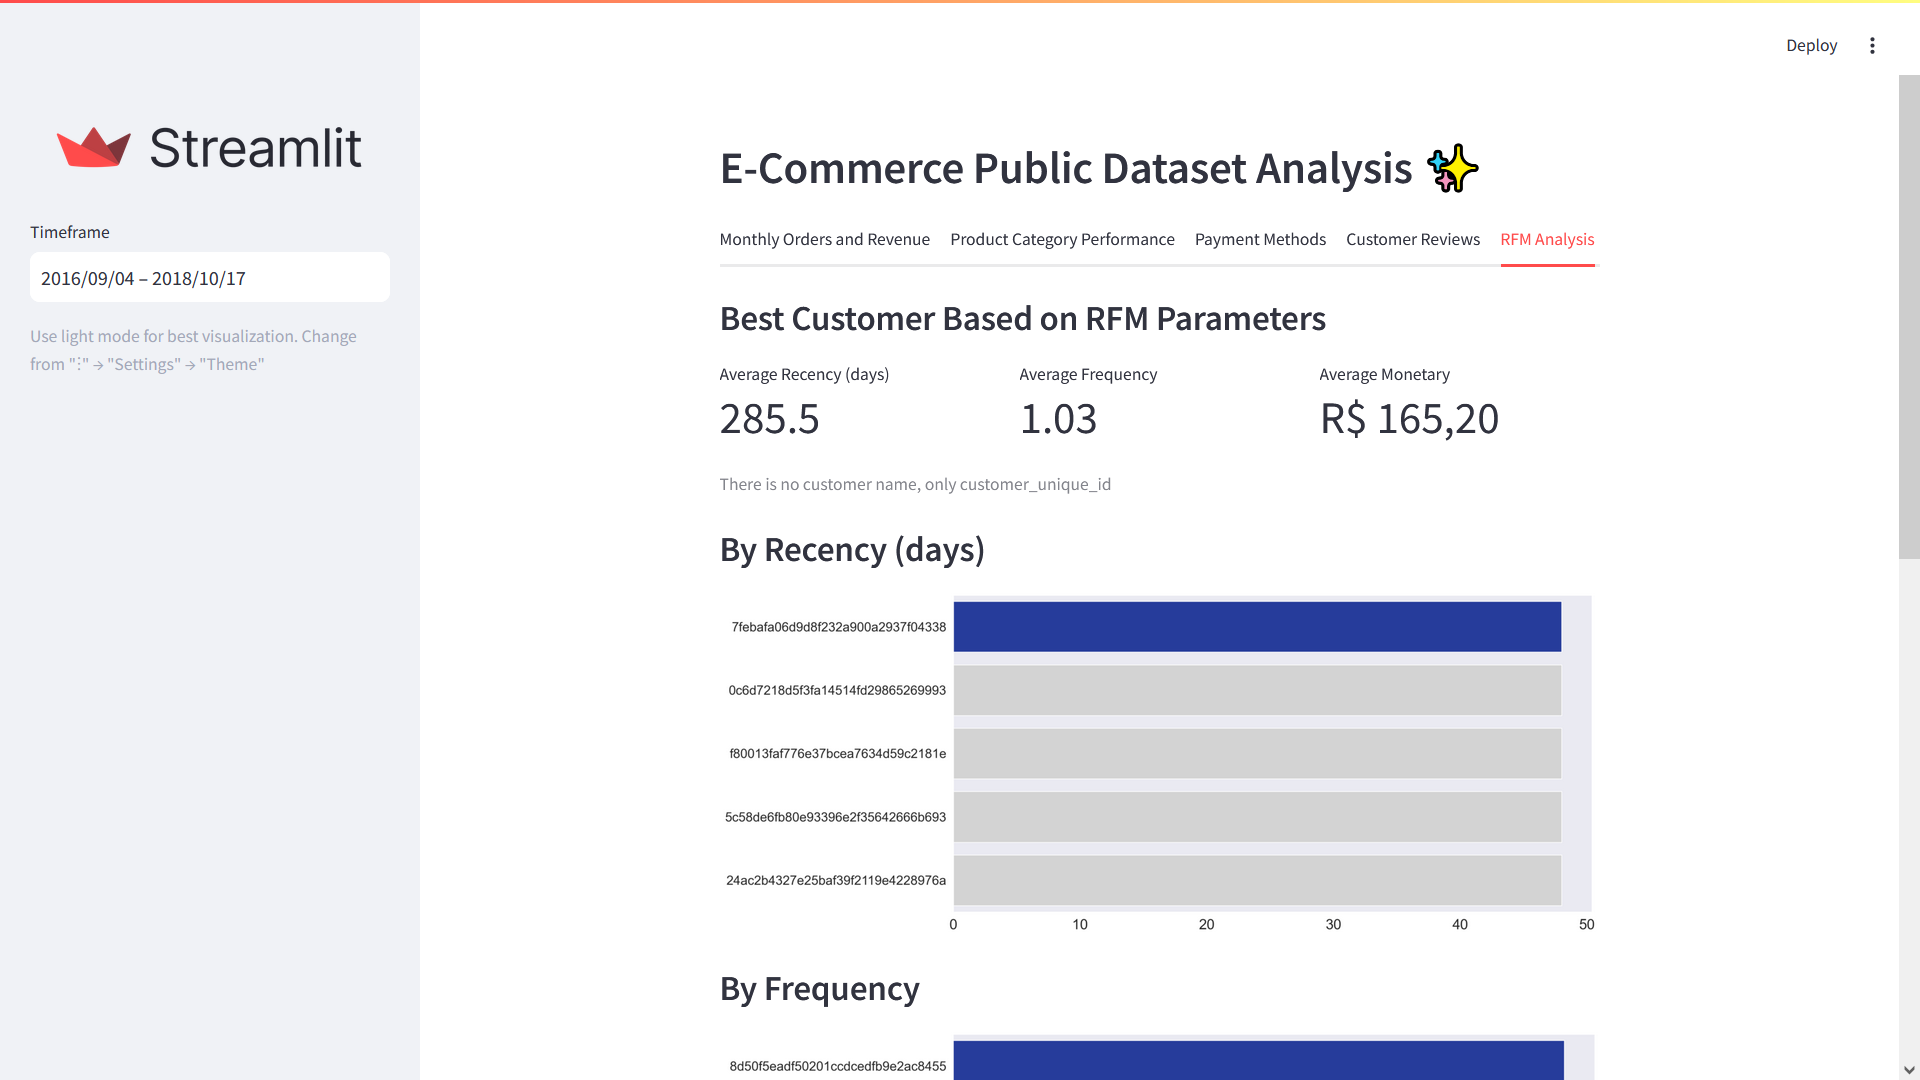 Deploy
Streamlit
Timeframe
2016/09/04 – 2018/10/17
Use light mode for best visualization. Change
from "⋮" → "Settings" → "Theme"
E-Commerce Public Dataset Analysis ✨
Monthly Orders and Revenue Product Category Performance Payment Methods Customer Reviews RFM Analysis
Best Customer Based on RFM Parameters
Average Recency (days) Average Frequency Average Monetary
285.5 1.03 R$ 165,20
There is no customer name, only customer_unique_id
By Recency (days)
7febafa06d9d8f232a900a2937f04338
0c6d7218d5f3fa14514fd29865269993
f80013faf776e37bcea7634d59c2181e
5c58de6fb80e93396e2f35642666b693
24ac2b4327e25baf39f2119e4228976a
0 10 20 30 40 50
By Frequency
8d50f5eadf50201ccdcedfb9e2ac8455